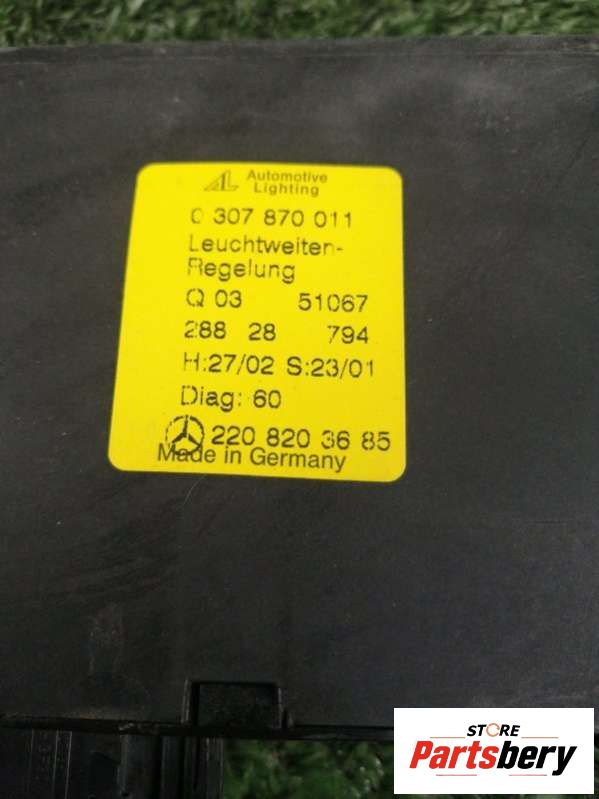 Automotive
Lighting
0 307 870 011
Leuchtweiten-
Regelung
Q 03 51067
288 28 794
H:27/02 S:23/01
Diag: 60
220 820 36 85
Made in Germany
STORE
Partsbery